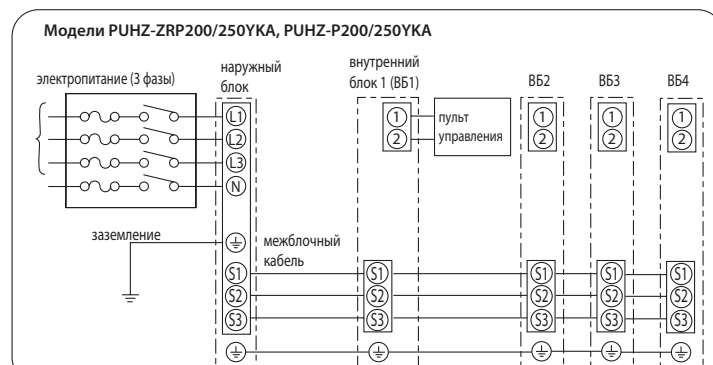 Модели PUHZ-ZRP200/250YKA, PUHZ-P200/250YKA
электропитание (3 фазы)
наружный
блок
внутренний
блок 1 (ВБ1)
ВБ2
ВБ3
ВБ4
L1
L2
L3
N
1
2
пульт
управления
1
2
1
2
1
2
заземление
межблочный
кабель
S1
S2
S3
S1
S2
S3
S1
S2
S3
S1
S2
S3
S1
S2
S3